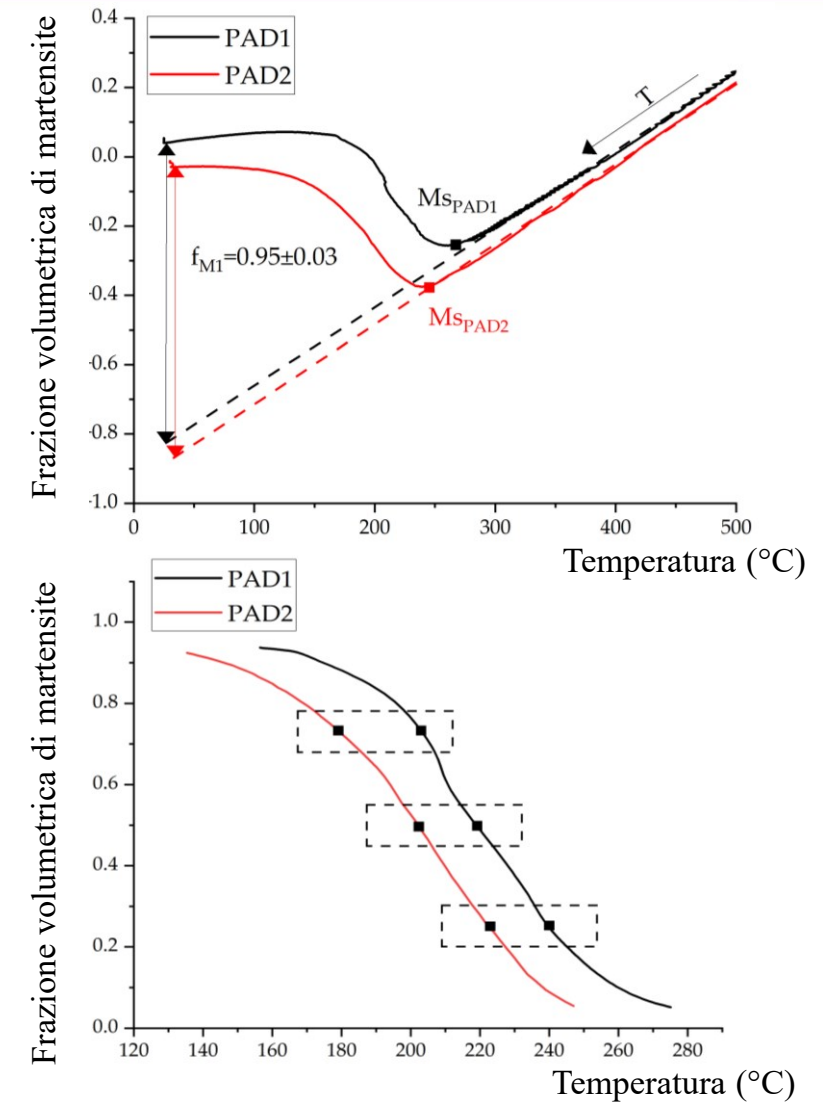 Frazione volumetrica di martensite
0.4
0.2
0.0
-0.2
-0.4
-0.6
-0.8
-1.0
PAD1
PAD2
T
MsPAD1
fM1=0.95±0.03
MsPAD2
0 100 200 300 400 500
Temperatura (°C)
Frazione volumetrica di martensite
1.0
0.8
0.6
0.4
0.2
0.0
PAD1
PAD2
120 140 160 180 200 220 240 260 280
Temperatura (°C)